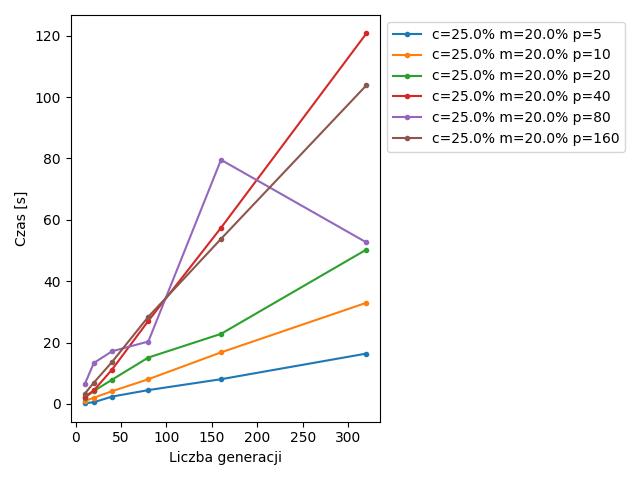 120
100
80
60
40
20
0
Czas [s]
0 50 100 150 200 250 300
Liczba generacji
c=25.0% m=20.0% p=5
c=25.0% m=20.0% p=10
c=25.0% m=20.0% p=20
c=25.0% m=20.0% p=40
c=25.0% m=20.0% p=80
c=25.0% m=20.0% p=160